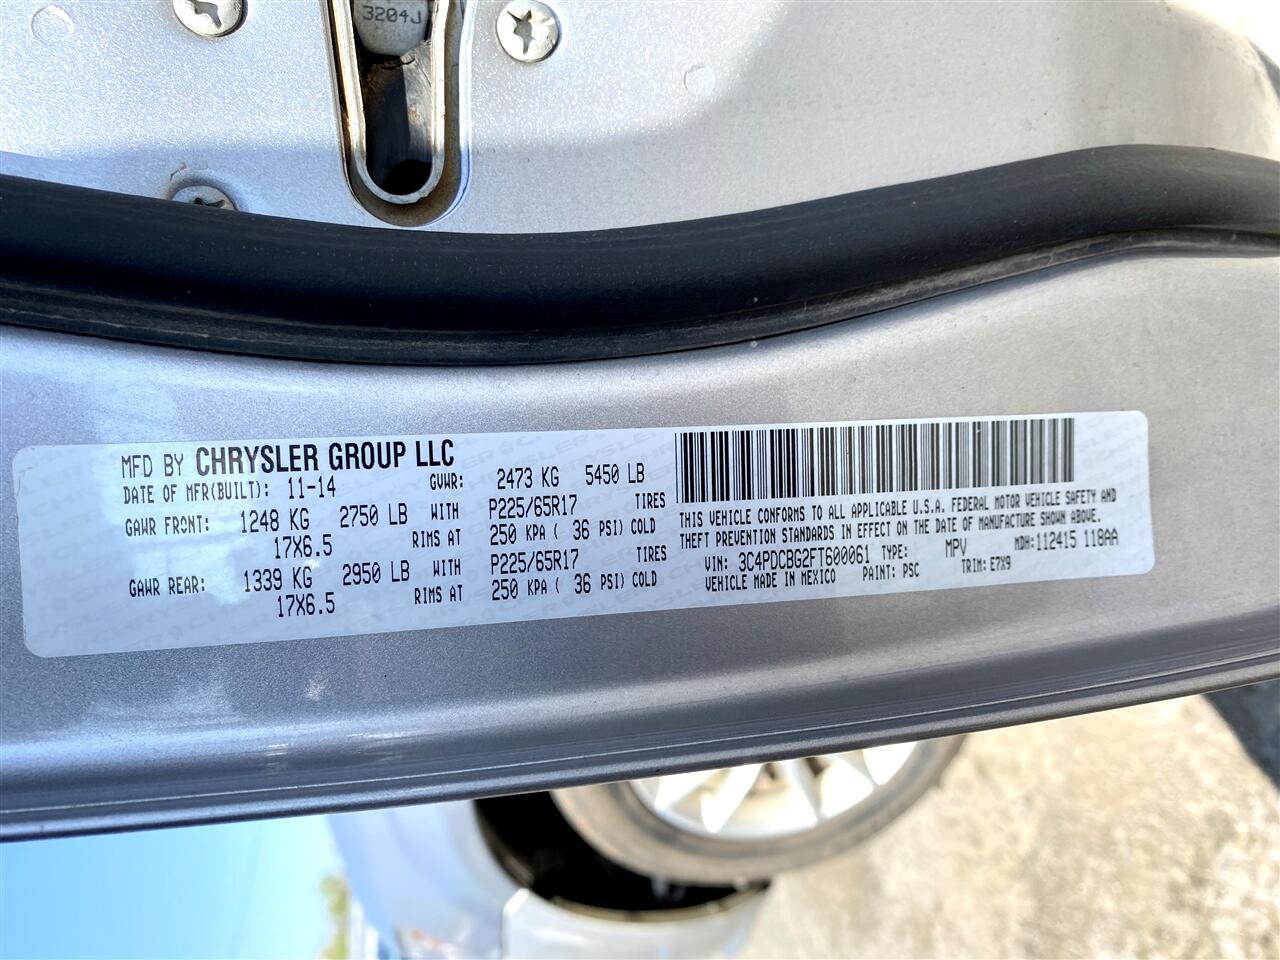 3204J
MFD BY CHRYSLER GROUP LLC
DATE OF MFR(BUILT): 11-14 GVWR: 2473 KG 5450 LB
GAWR FRONT: 1248 KG 2750 LB WITH P225/65R17 TIRES
17X6.5 RIMS AT 250 KPA ( 36 PSI) COLD
GAWR REAR: 1339 KG 2950 LB WITH P225/65R17 TIRES
17X6.5 RIMS AT 250 KPA ( 36 PSI) COLD
THIS VEHICLE CONFORMS TO ALL APPLICABLE U.S.A. FEDERAL MOTOR VEHICLE SAFETY AND
THEFT PREVENTION STANDARDS IN EFFECT ON THE DATE OF MANUFACTURE SHOWN ABOVE.
VIN: 3C4PDCBG2FT600061 TYPE: MPV MDH:112415 118AA
VEHICLE MADE IN MEXICO PAINT: PSC TRIM: E7X9